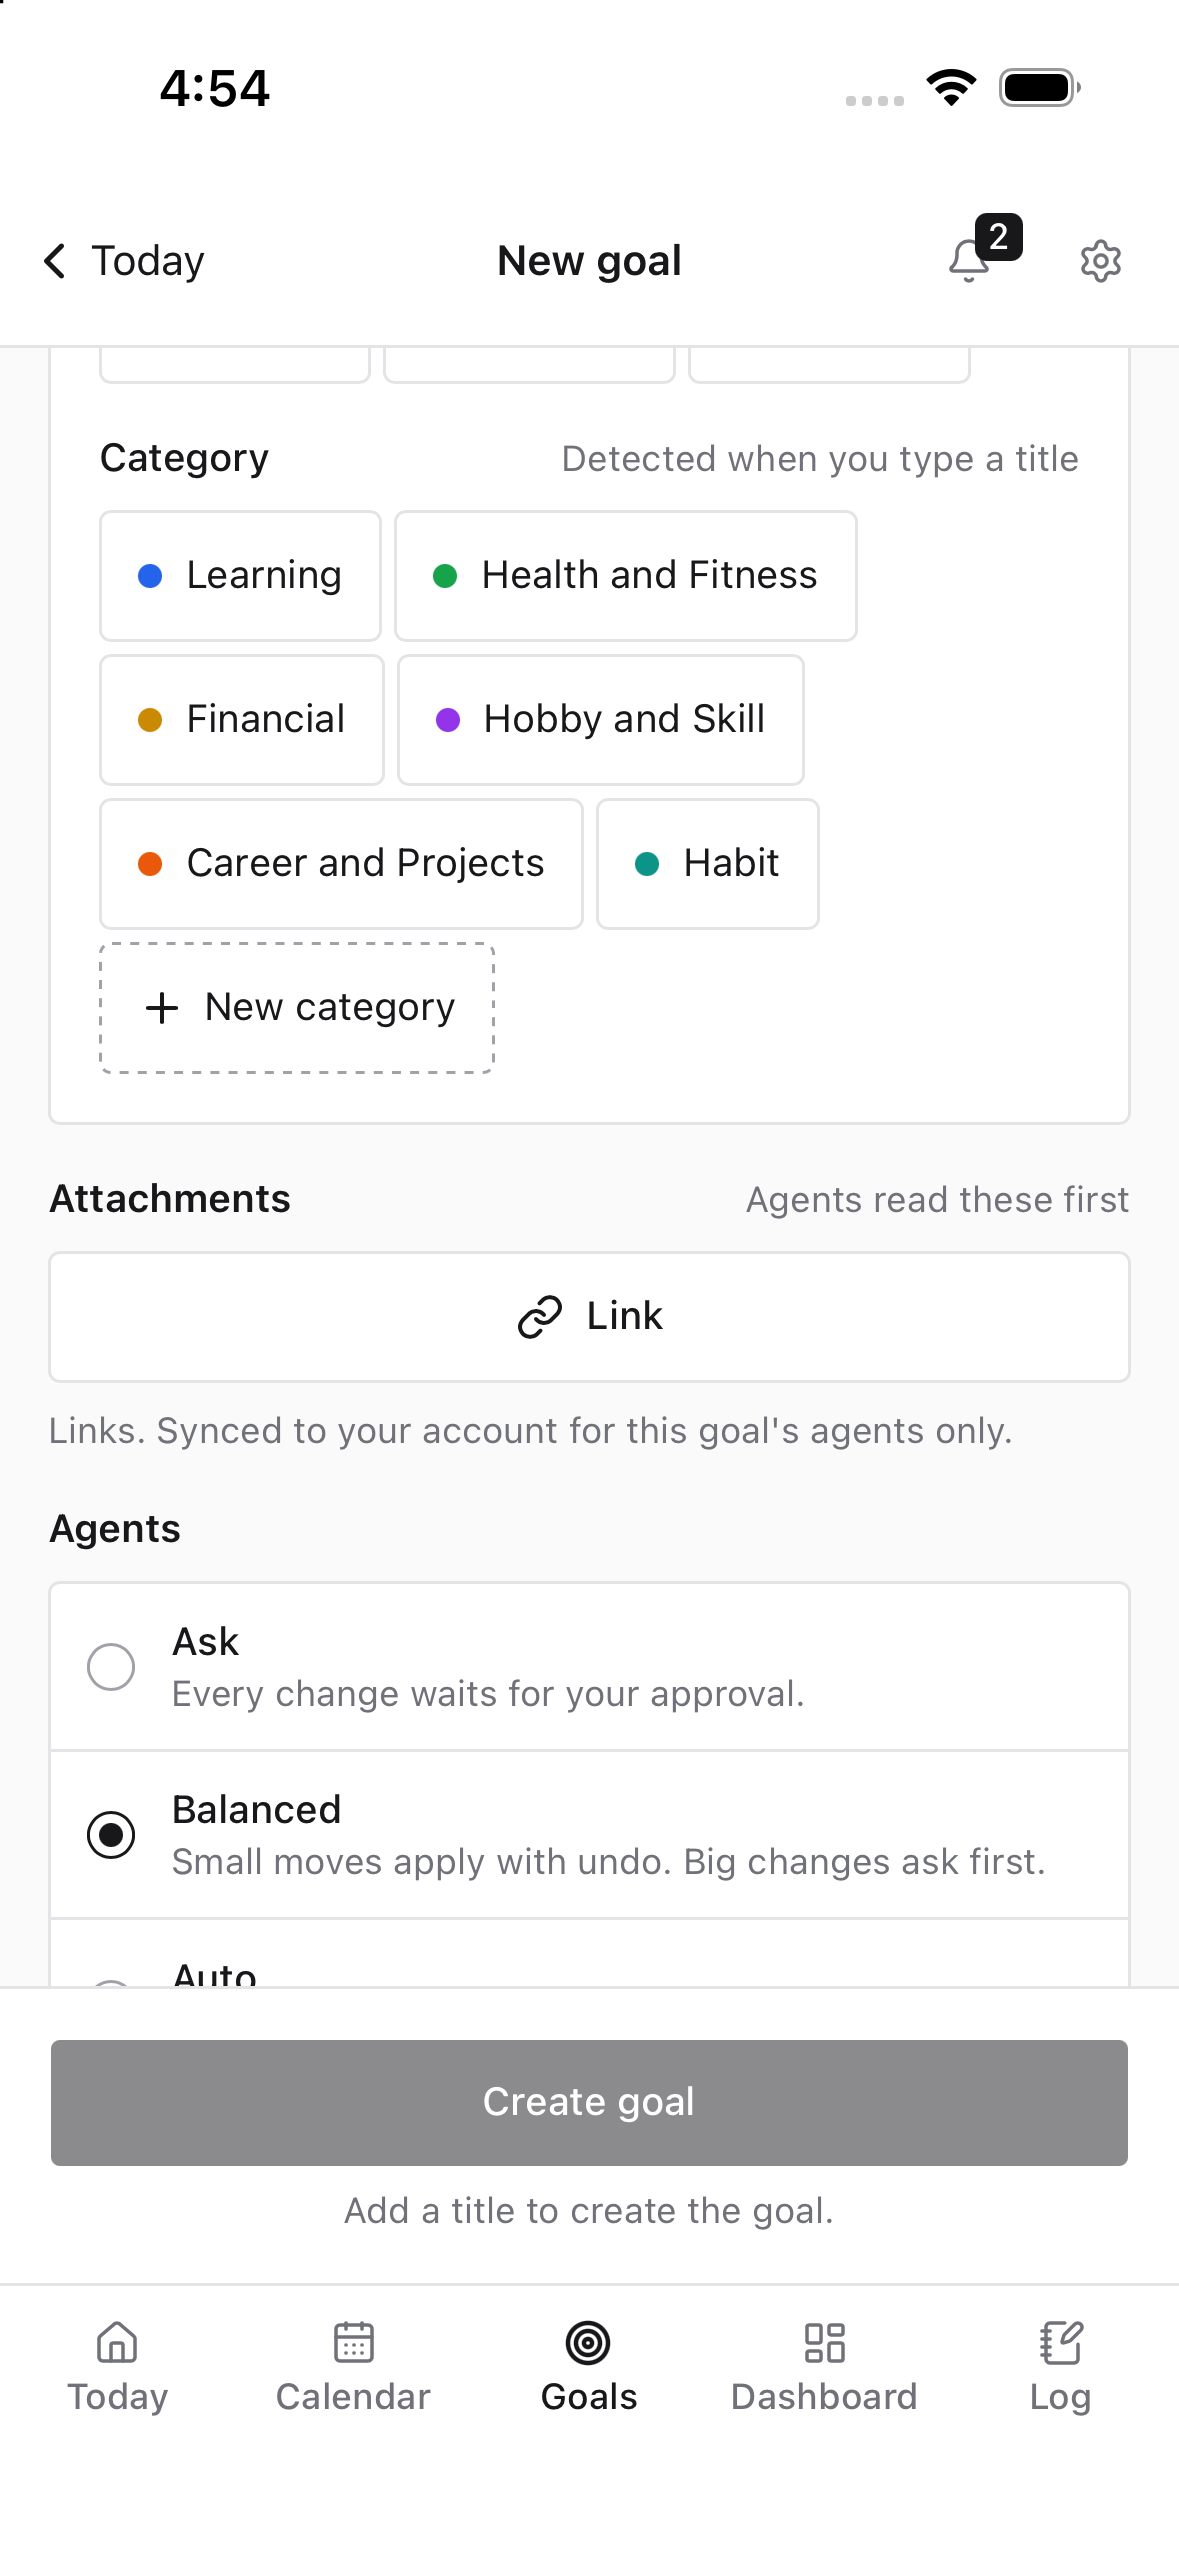 4:54
Today
New goal
2
Category
Detected when you type a title
Learning
Health and Fitness
Financial
Hobby and Skill
Career and Projects
Habit
New category
Attachments
Agents read these first
Link
Links. Synced to your account for this goal's agents only.
Agents
Ask
Every change waits for your approval.
Balanced
Small moves apply with undo. Big changes ask first.
Auto
Create goal
Add a title to create the goal.
Today
Calendar
Goals
Dashboard
Log